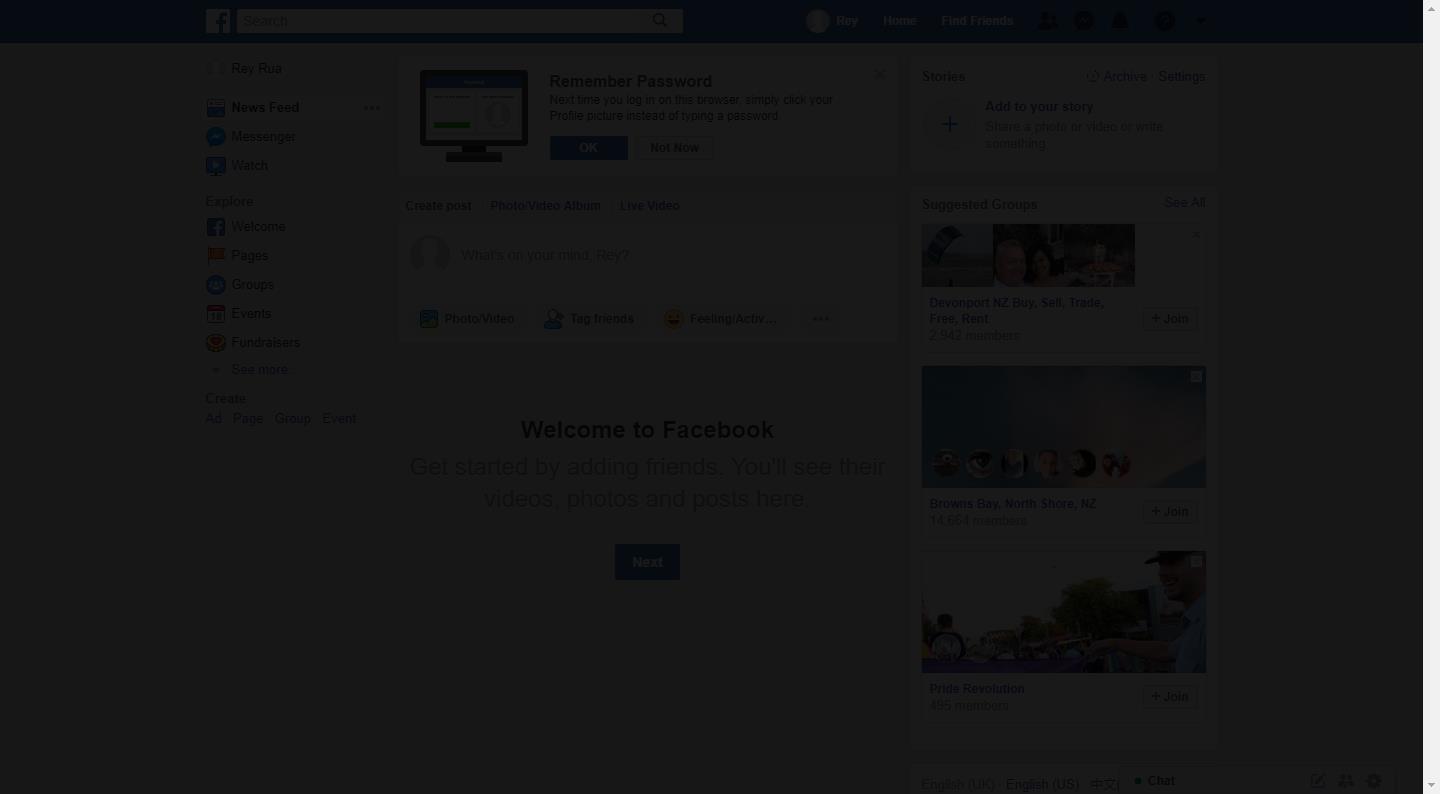 Search
Rey
Home
Find Friends
Rey Rua
News Feed
Messenger
Watch
Explore
Welcome
Pages
Groups
18
Events
Fundraisers
See more...
Create
Ad Page Group Event
Remember Password
Next time you log in on this browser, simply click your
Profile picture instead of typing a password.
OK
Not Now
Create post
Photo/Video Album
Live Video
What's on your mind, Rey?
Photo/Video
Tag friends
Feeling/Activ...
Welcome to Facebook
Get started by adding friends. You'll see their
videos, photos and posts here.
Next
Stories
Archive · Settings
Add to your story
Share a photo or video or write
something
Suggested Groups
See All
Devonport NZ Buy, Sell, Trade,
Free, Rent
2,942 members
+ Join
Browns Bay, North Shore, NZ
14,664 members
+ Join
Pride Revolution
495 members
+ Join
English (UK) · English (US) · 中文(
Chat